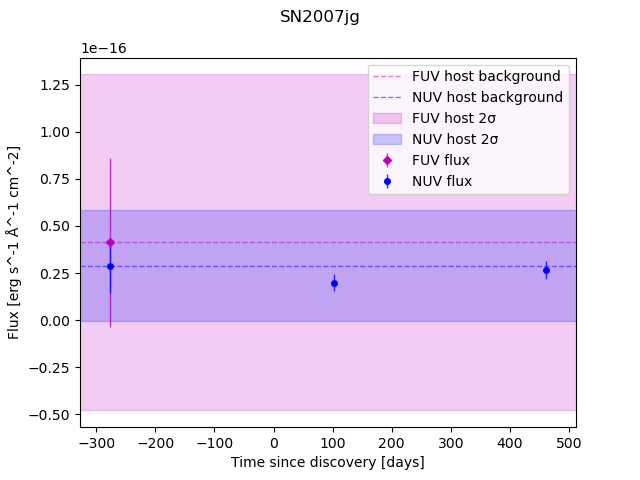 SN2007jg
1e−16
FUV host background
NUV host background
FUV host 2σ
NUV host 2σ
FUV flux
NUV flux
1.25
1.00
0.75
0.50
0.25
0.00
−0.25
−0.50
Flux [erg s^-1 Å^-1 cm^-2]
−300
−200
−100
0
100
200
300
400
500
Time since discovery [days]